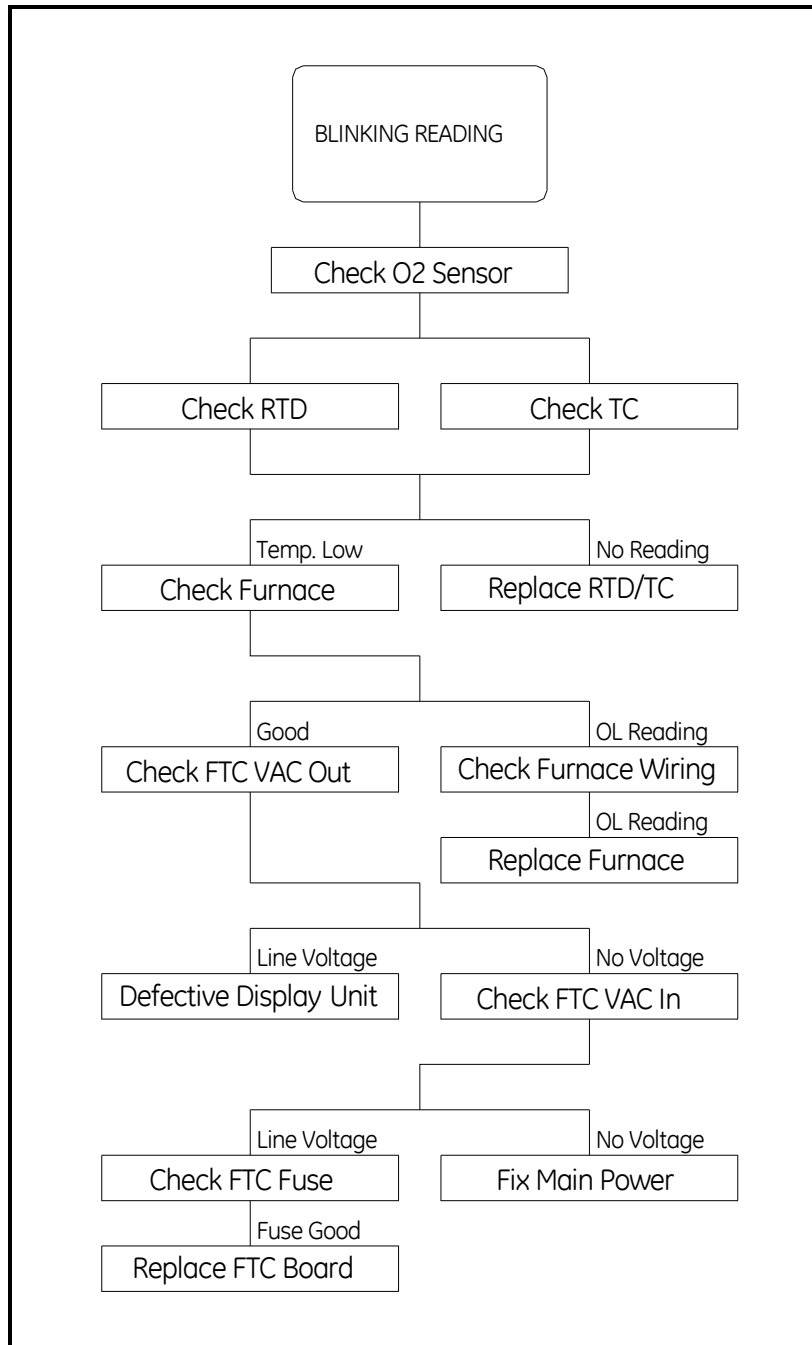 BLINKING READING
Check O2 Sensor
Check RTD
Check TC
Temp. Low
No Reading
Check Furnace
Replace RTD/TC
Good
OL Reading
Check FTC VAC Out
Check Furnace Wiring
OL Reading
Replace Furnace
Line Voltage
No Voltage
Defective Display Unit
Check FTC VAC In
Line Voltage
No Voltage
Check FTC Fuse
Fix Main Power
Fuse Good
Replace FTC Board